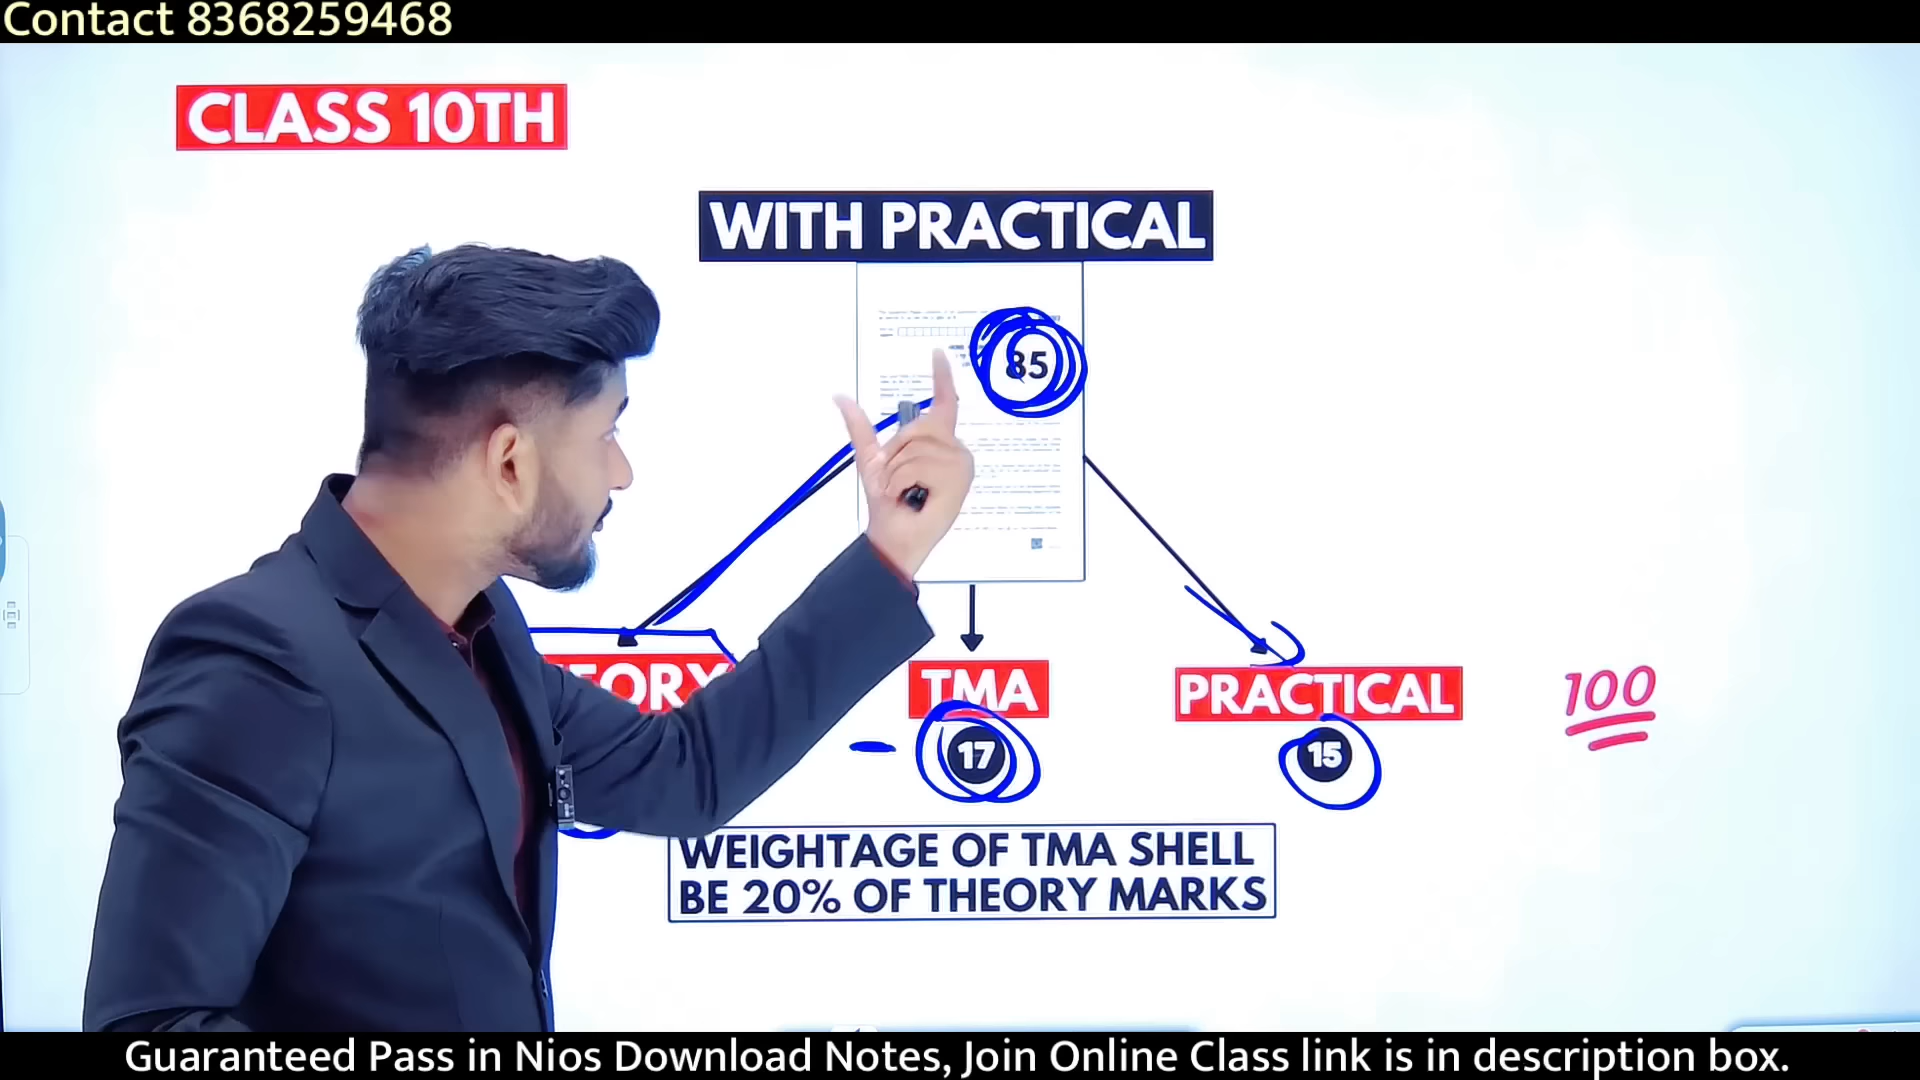 Contact 8368259468
CLASS 10TH
WITH PRACTICAL
85
TMA
PRACTICAL
17
15
100
WEIGHTAGE OF TMA SHELL
BE 20% OF THEORY MARKS
Guaranteed Pass in Nios Download Notes, Join Online Class link is in description box.